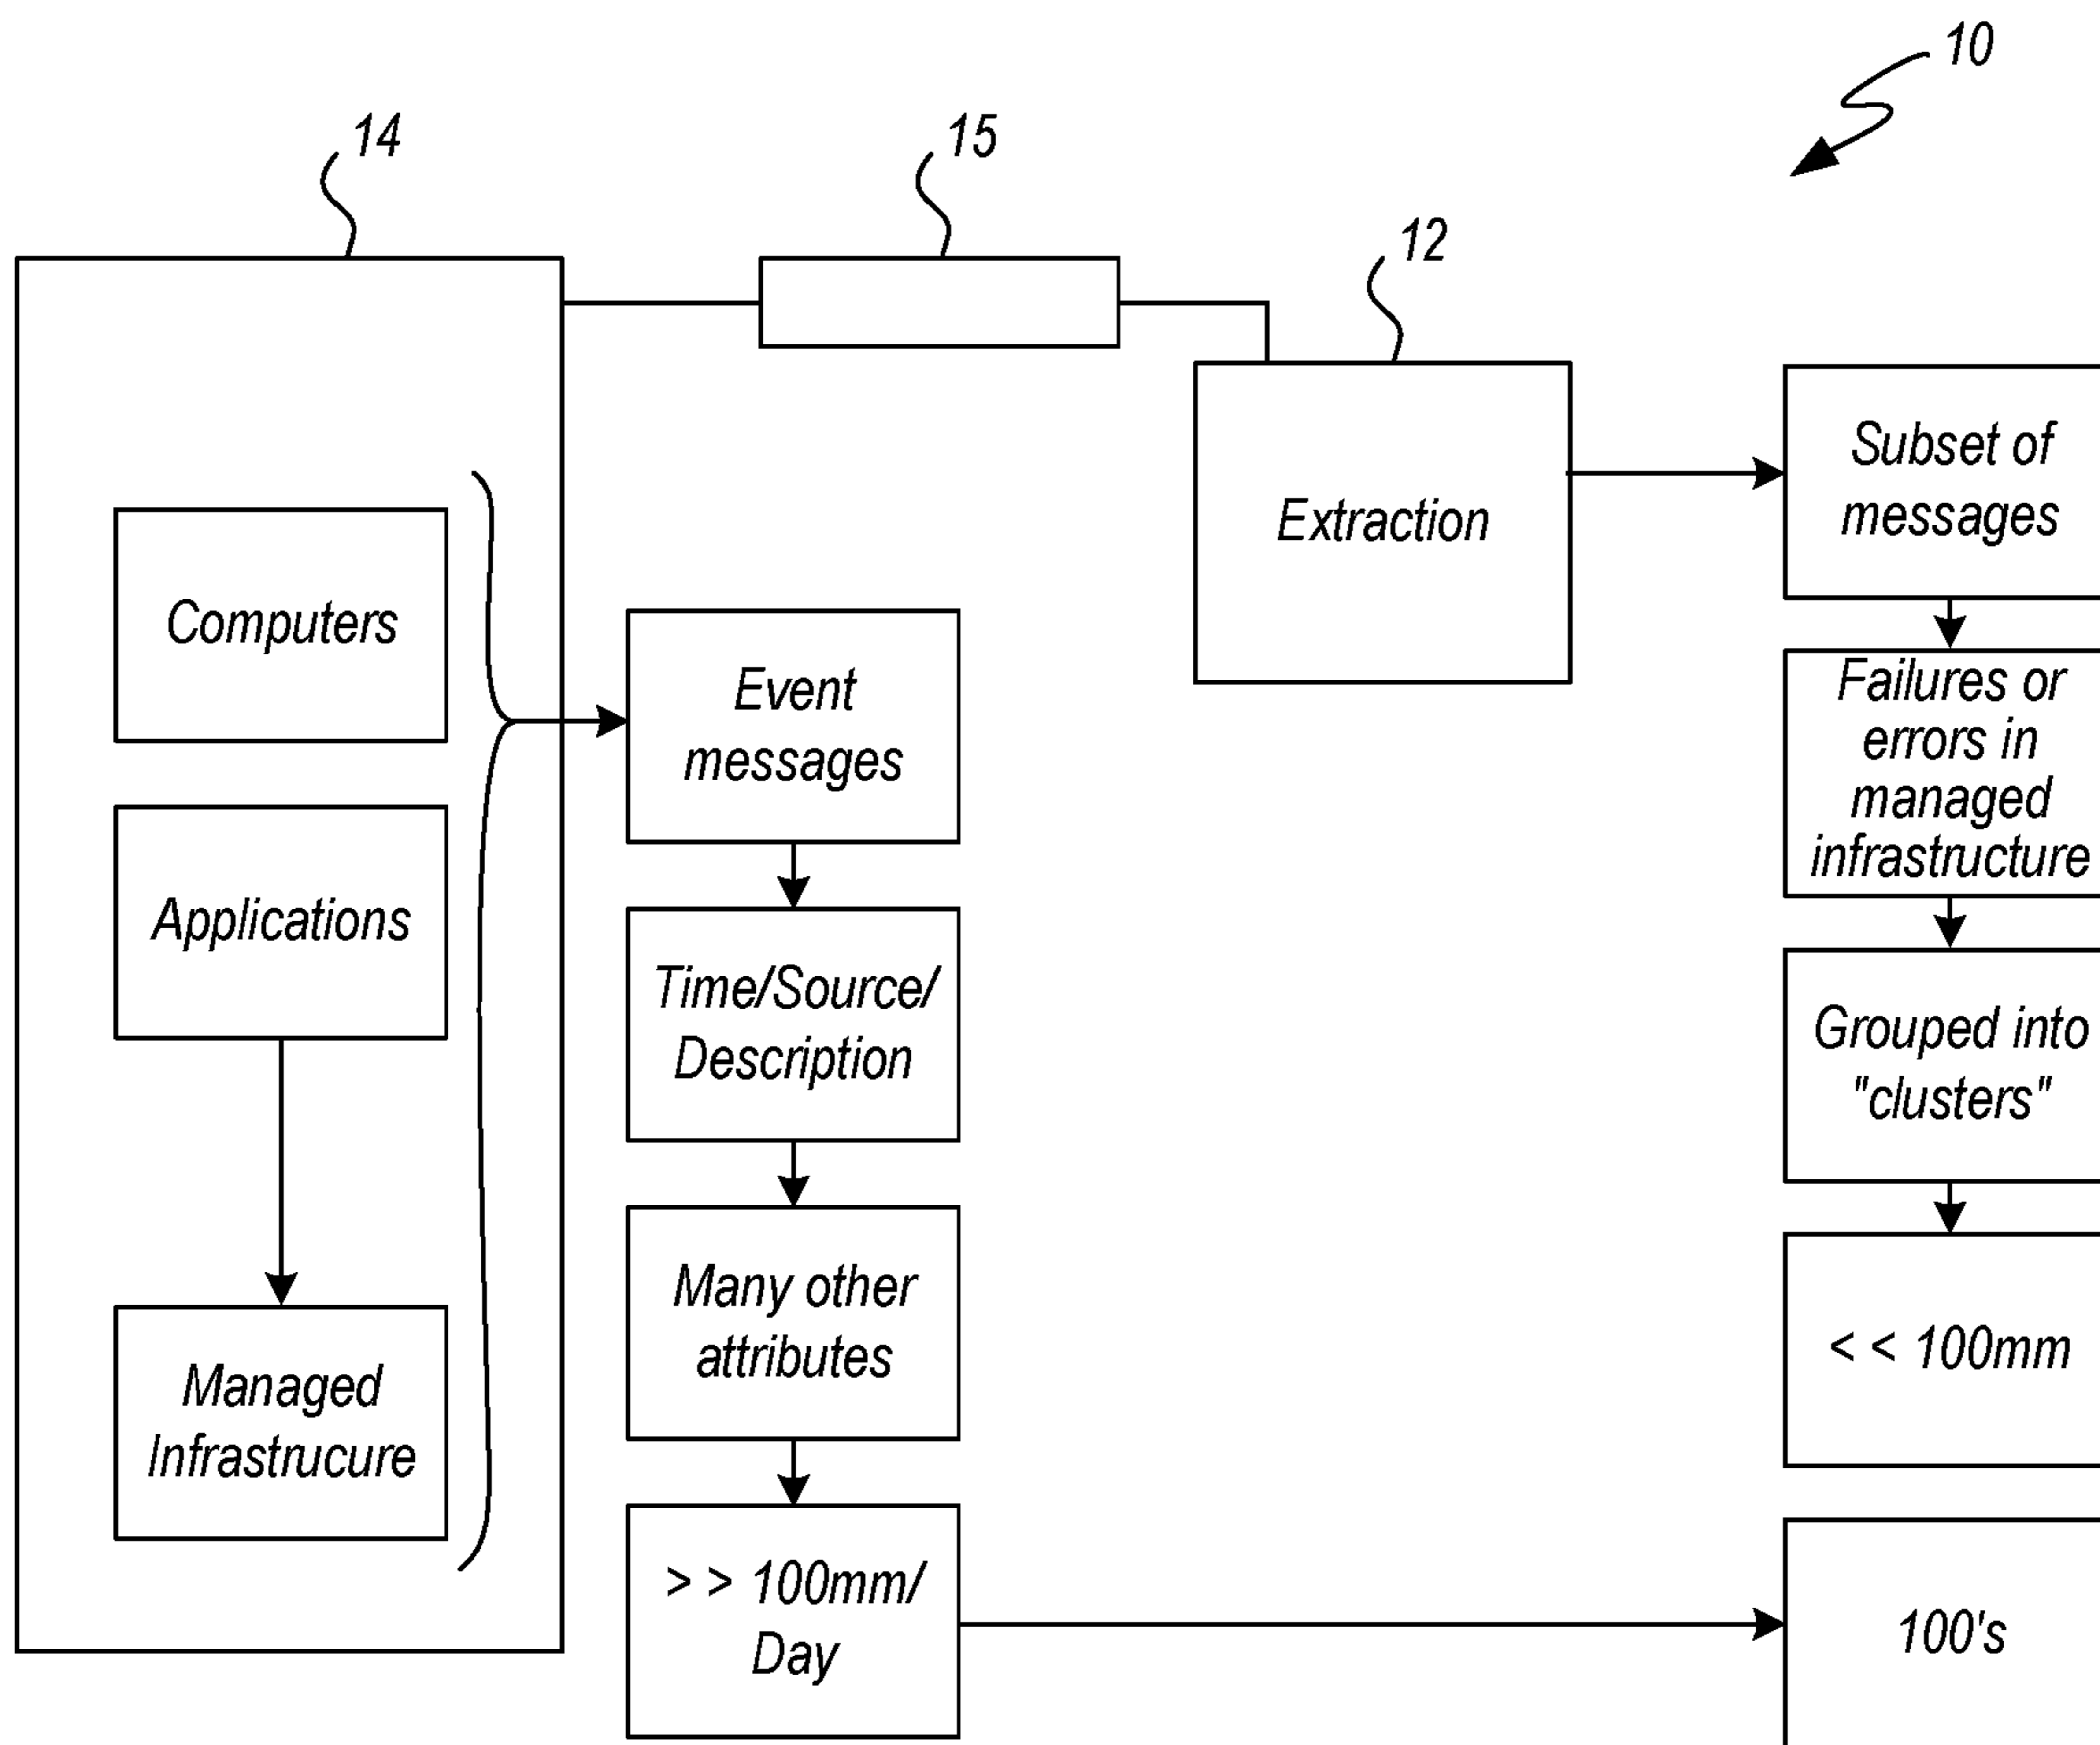 10
14
15
12
Computers
Applications
Managed
Infrastrucure
Event
messages
Time/Source/
Description
Many other
attributes
> > 100mm/
Day
Extraction
Subset of
messages
Failures or
errors in
managed
infrastructure
Grouped into
"clusters"
< < 100mm
100's